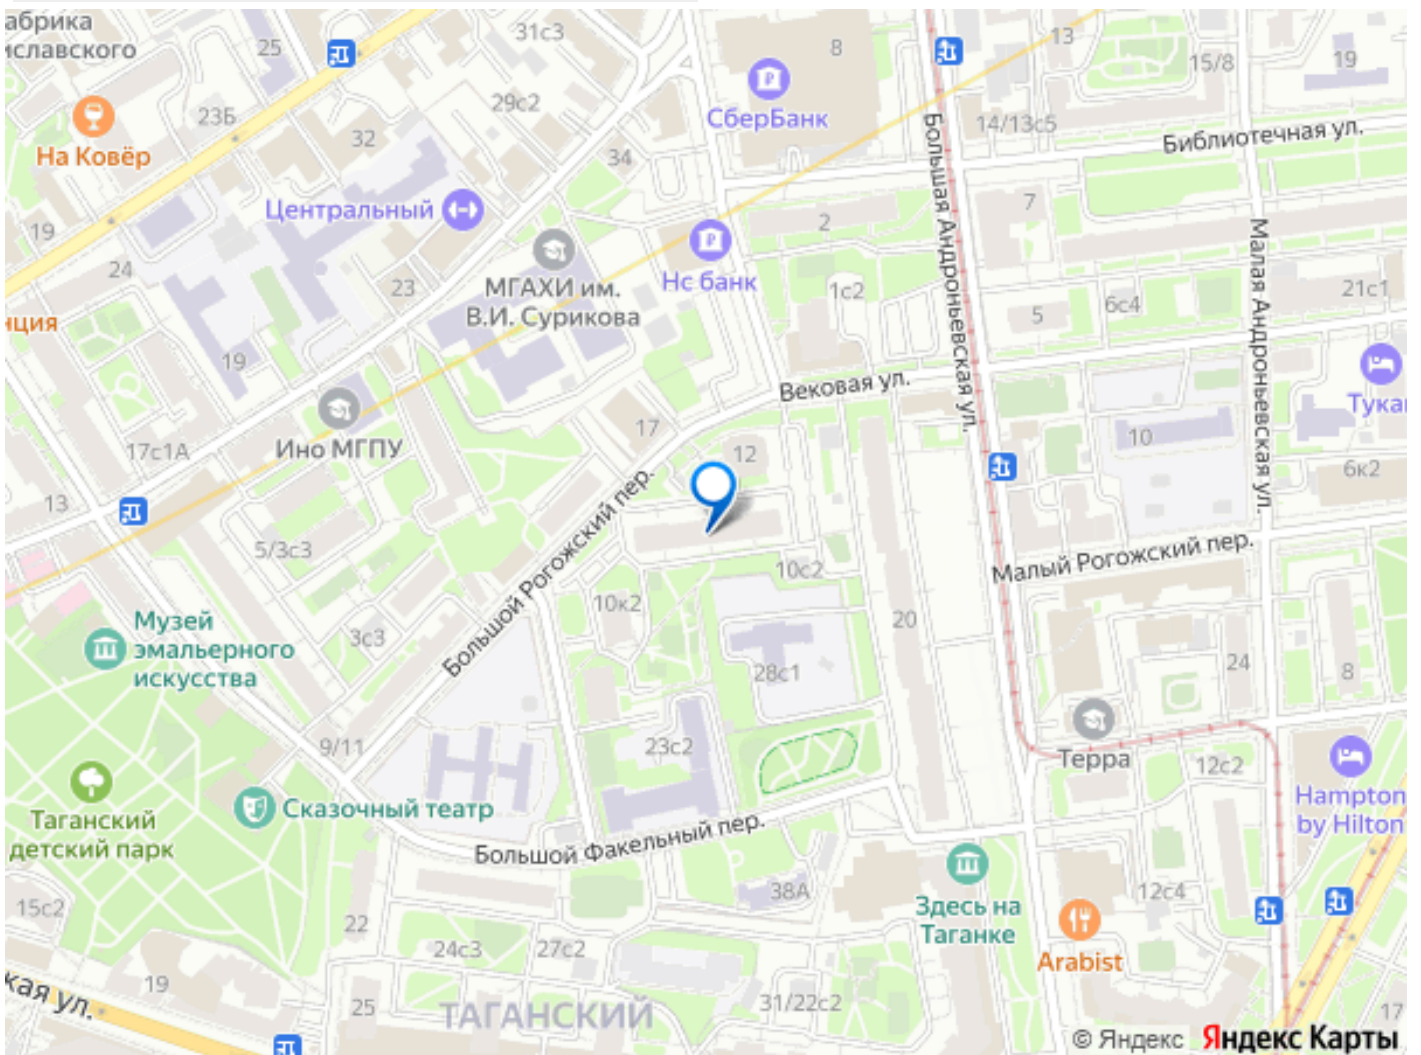 абрика
иславского
25
31с3
8
13
15/8
19
СберБанк
На Ковёр
23Б
32
29с2
34
14/13с5
Библиотечная ул.
Большая Андроньевская ул.
Центральный
19
24
23
МГАХИ им.
В.И. Сурикова
Нс банк
2
7
1с2
5
6с4
21с1
Малая Андроньевская ул.
нция
19
Вековая ул.
Тука
Ино МГПУ
17с1А
17
12
10
6к2
13
5/3с3
Большой Рогожский пер.
Малый Рогожский пер.
10с2
10к2
Музей
эмальерного
искусства
3с3
20
28с1
24
8
9/11
23с2
Терра
12с2
Сказочный театр
Таганский
детский парк
Большой Факельный пер.
Hampton
by Hilton
38А
12с4
15с2
22
Здесь на
Таганке
24с3
27с2
Arabist
19
кая ул.
25
ТАГАНСКИЙ
31/22с2
17
© Яндекс Яндекс Карты